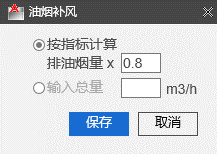 油烟补风
按指标计算
排油烟量 x 0.8
输入总量 m3/h
保存 取消